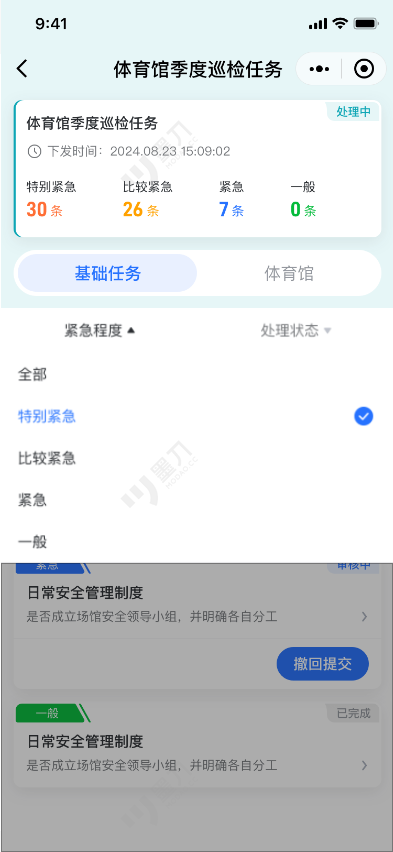 9:41
体育馆季度巡检任务
处理中
体育馆季度巡检任务
下发时间：2024.08.23 15:09:02
特别紧急 比较紧急 紧急 一般
30 条 26 条 7 条 0 条
基础任务 体育馆
紧急程度 处理状态
全部
特别紧急
比较紧急
紧急
一般
紧急 审核中
日常安全管理制度
是否成立场馆安全领导小组，并明确各自分工
撤回提交
一般 已完成
日常安全管理制度
是否成立场馆安全领导小组，并明确各自分工
墨刀
墨刀